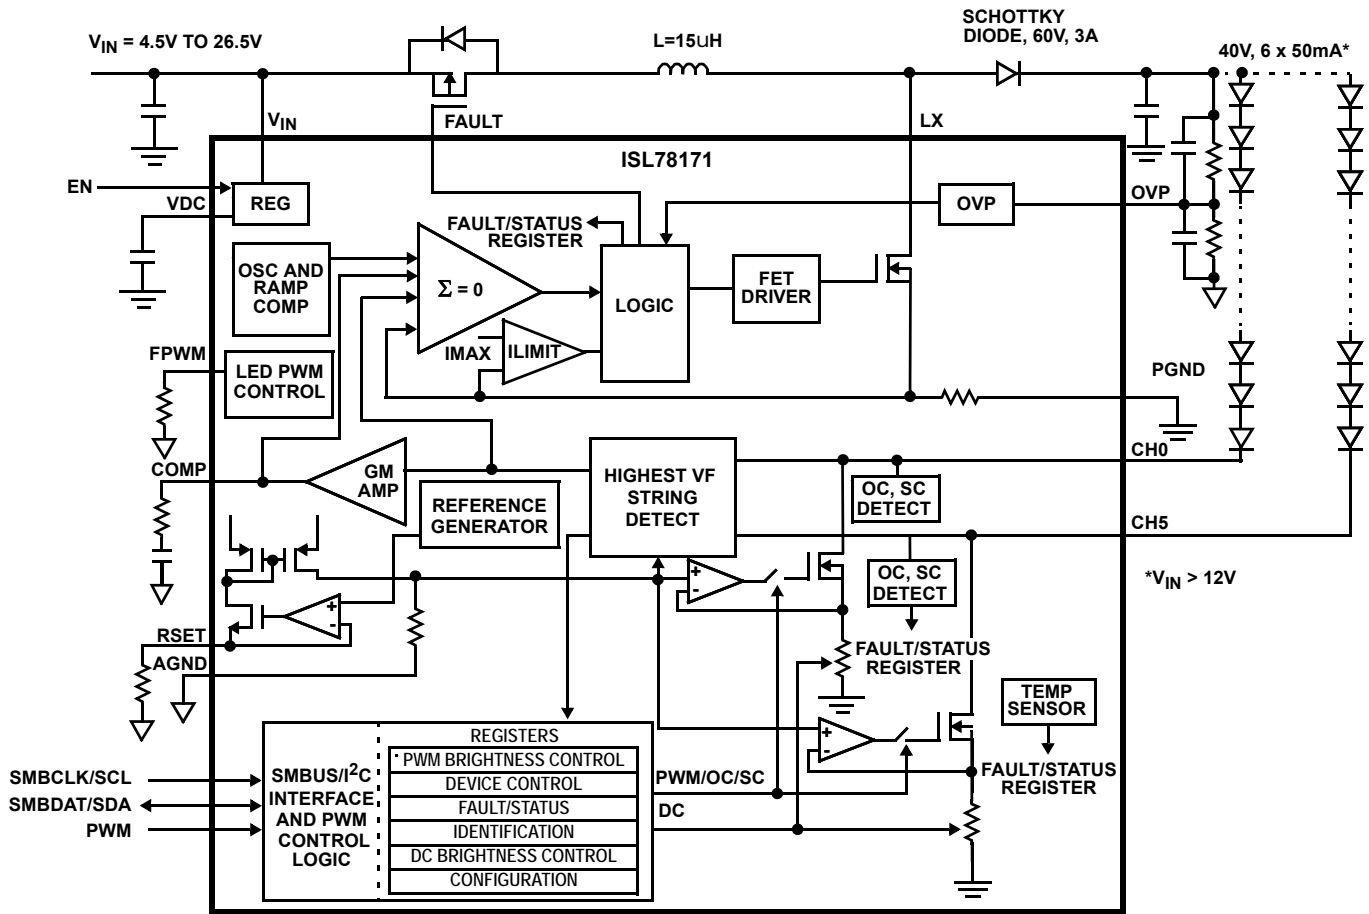 V_IN = 4.5V TO 26.5V
L=15uH
SCHOTTKY
DIODE, 60V, 3A
40V, 6 x 50mA*
V_IN
FAULT
LX
ISL78171
EN
VDC
REG
OVP
OVP
FAULT/STATUS
REGISTER
OSC AND
RAMP
COMP
Σ = 0
LOGIC
FET
DRIVER
IMAX
ILIMIT
FPWM
LED PWM
CONTROL
PGND
COMP
GM
AMP
HIGHEST VF
STRING
DETECT
CH0
OC, SC
DETECT
REFERENCE
GENERATOR
CH5
+
-
OC, SC
DETECT
*V_IN > 12V
+
-
RSET
AGND
FAULT/STATUS
REGISTER
TEMP
SENSOR
+
-
FAULT/STATUS
REGISTER
SMBCLK/SCL
SMBDAT/SDA
PWM
SMBUS/I²C
INTERFACE
AND PWM
CONTROL
LOGIC
REGISTERS
PWM BRIGHTNESS CONTROL
DEVICE CONTROL
FAULT/STATUS
IDENTIFICATION
DC BRIGHTNESS CONTROL
CONFIGURATION
PWM/OC/SC
DC